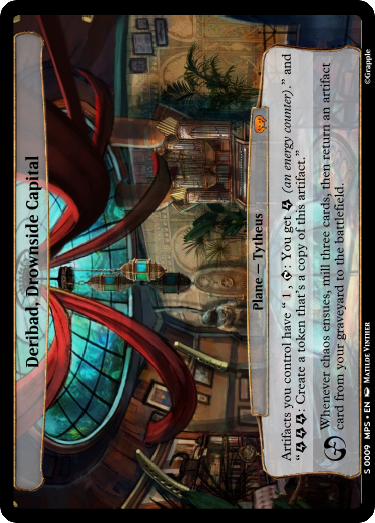 Deribad, Drownside Capital
Plane — Tytheus
Artifacts you control have “1, : You get (an energy counter).” and
“: Create a token that's a copy of this artifact.”
Whenever chaos ensues, mill three cards, then return an artifact
card from your graveyard to the battlefield.
S 0009 MPS • EN MATILDE VINTHER
©Grapple